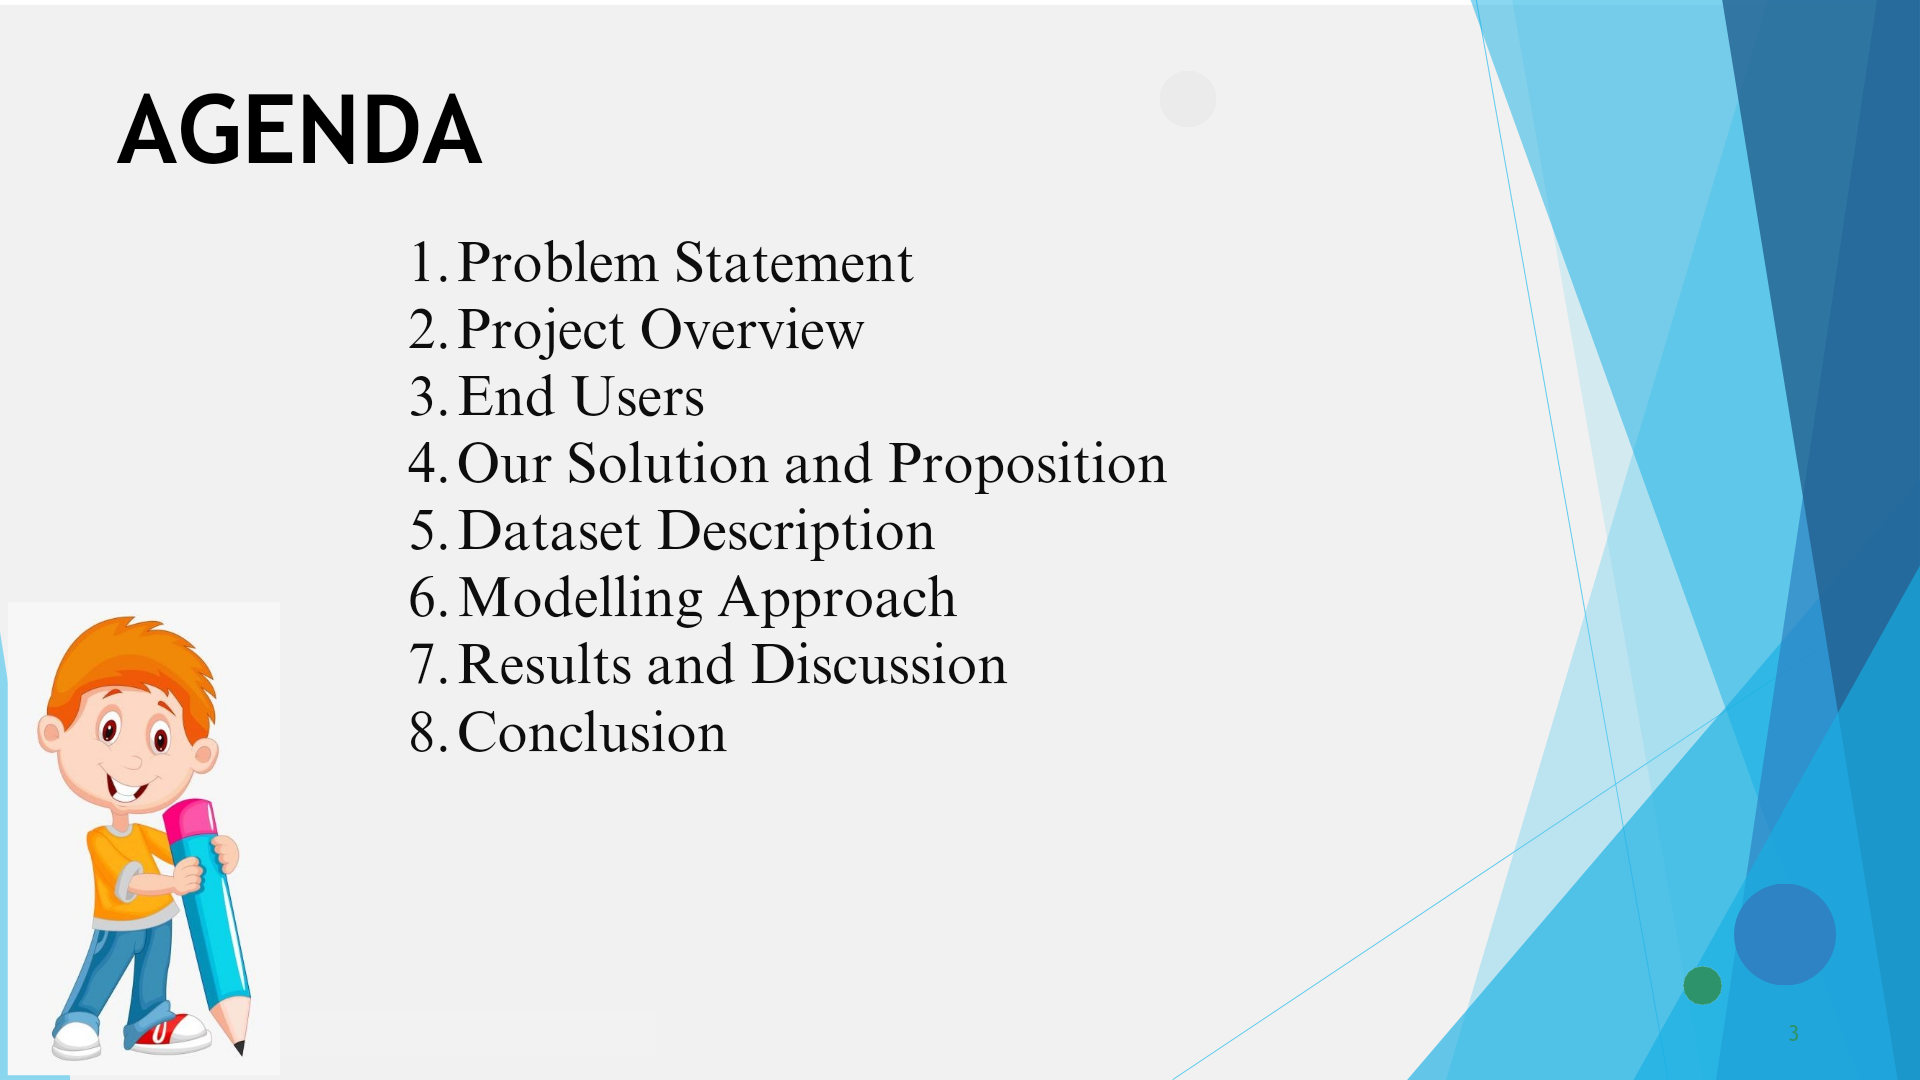 AGENDA
1. Problem Statement
2. Project Overview
3. End Users
4. Our Solution and Proposition
5. Dataset Description
6. Modelling Approach
7. Results and Discussion
8. Conclusion
3